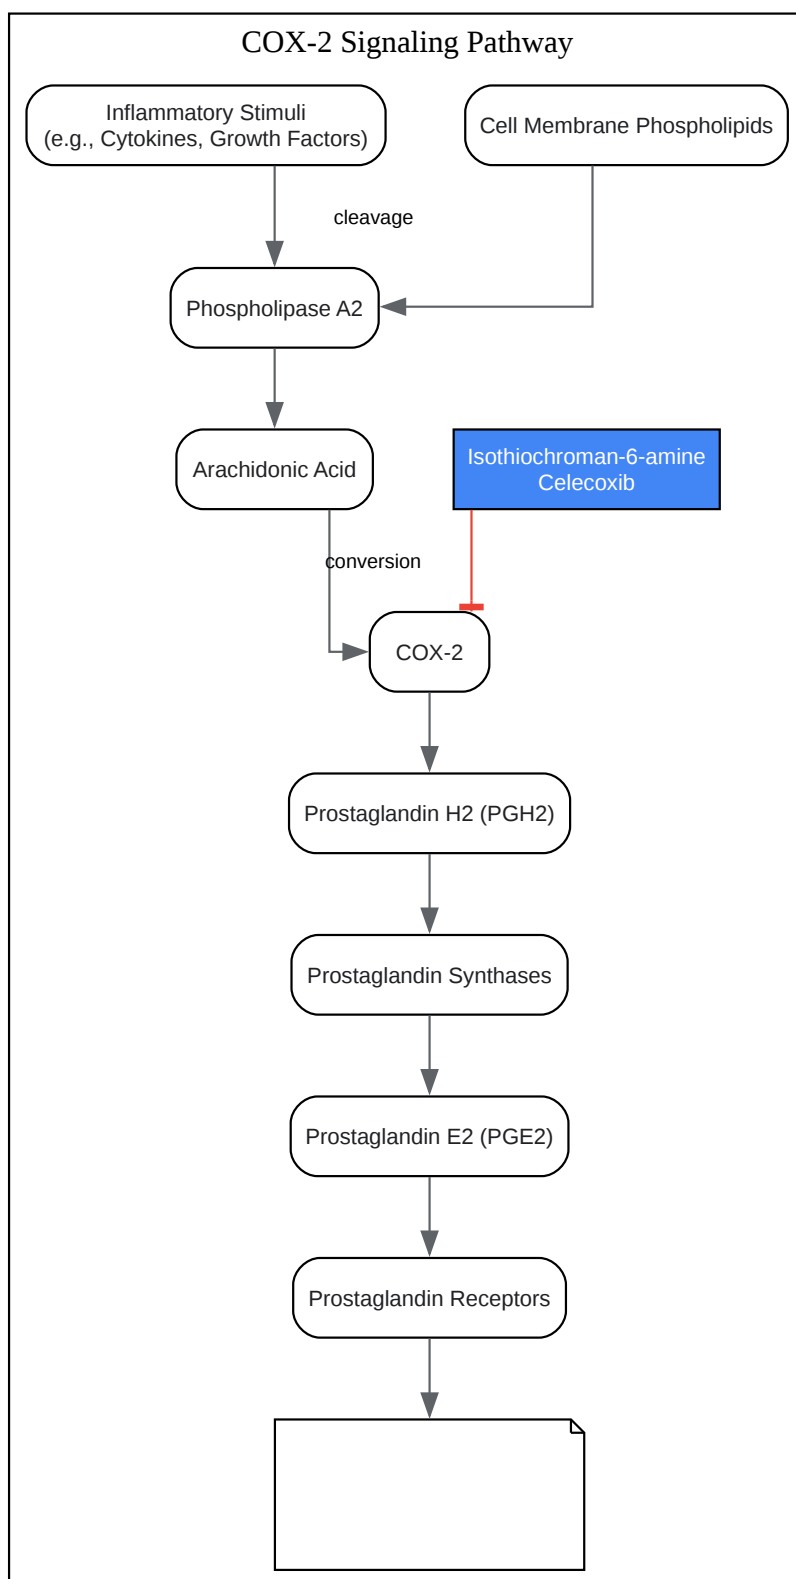 COX-2 Signaling Pathway
Inflammatory Stimuli
(e.g., Cytokines, Growth Factors)
Cell Membrane Phospholipids
cleavage
Phospholipase A2
Arachidonic Acid
Isothiochroman-6-amine
Celecoxib
conversion
COX-2
Prostaglandin H2 (PGH2)
Prostaglandin Synthases
Prostaglandin E2 (PGE2)
Prostaglandin Receptors